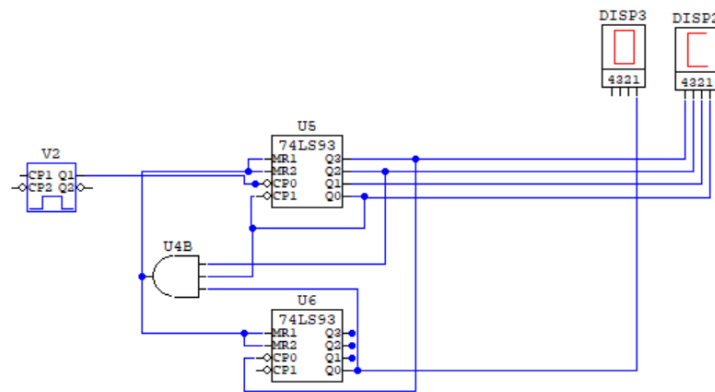 DISP3 DISP2
4321 4321
U5
74LS93
MR1 Q3
MR2 Q2
CP0 Q1
CP1 Q0
V2
CP1 Q1
CP2 Q2
U4B
U6
74LS93
MR1 Q3
MR2 Q2
CP0 Q1
CP1 Q0